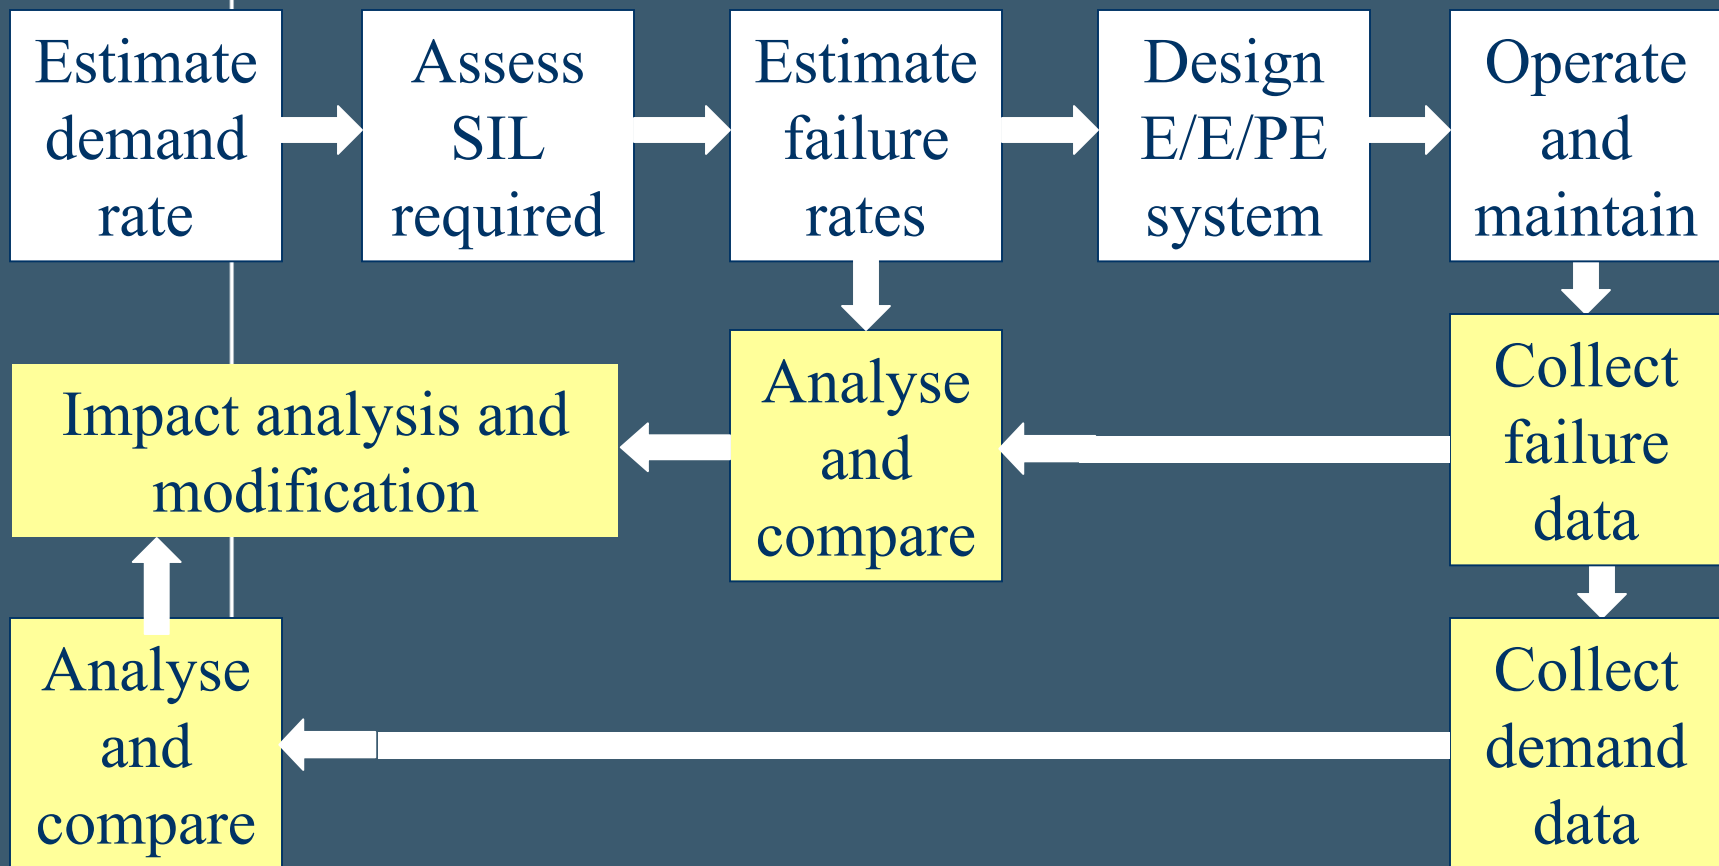 Estimate
demand
rate
Assess
SIL
required
Estimate
failure
rates
Design
E/E/PE
system
Operate
and
maintain
Impact analysis and
modification
Analyse
and
compare
Collect
failure
data
Analyse
and
compare
Collect
demand
data